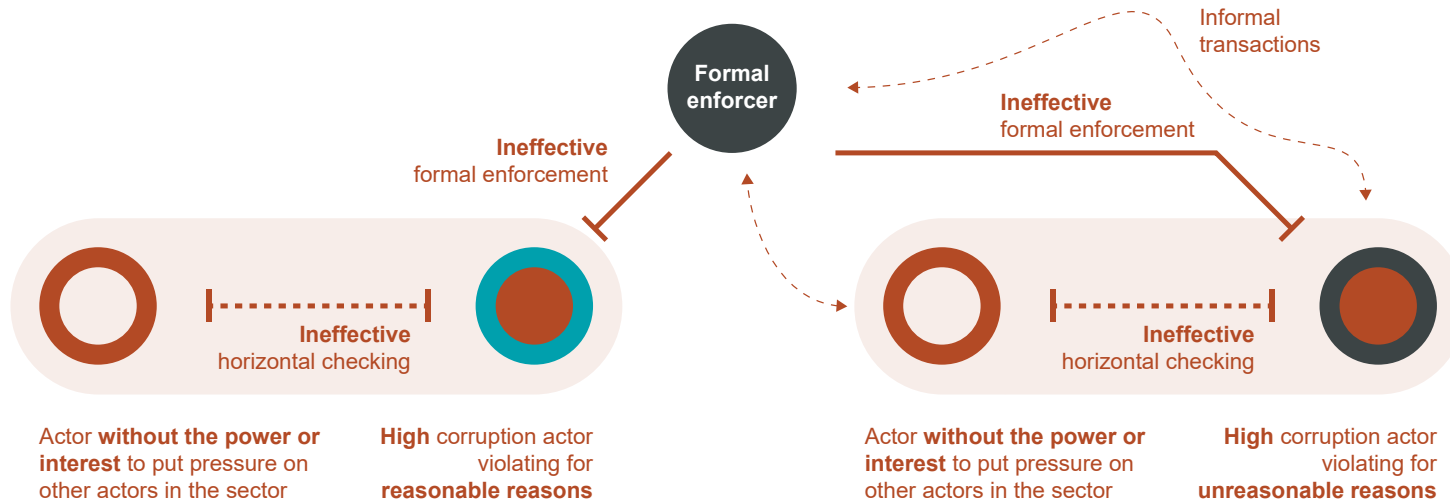 Informal
transactions
Formal
enforcer
Ineffective
formal enforcement
Ineffective
formal enforcement
Ineffective
horizontal checking
Ineffective
horizontal checking
Actor without the power or
interest to put pressure on
other actors in the sector
High corruption actor
violating for
reasonable reasons
Actor without the power or
interest to put pressure on
other actors in the sector
High corruption actor
violating for
unreasonable reasons